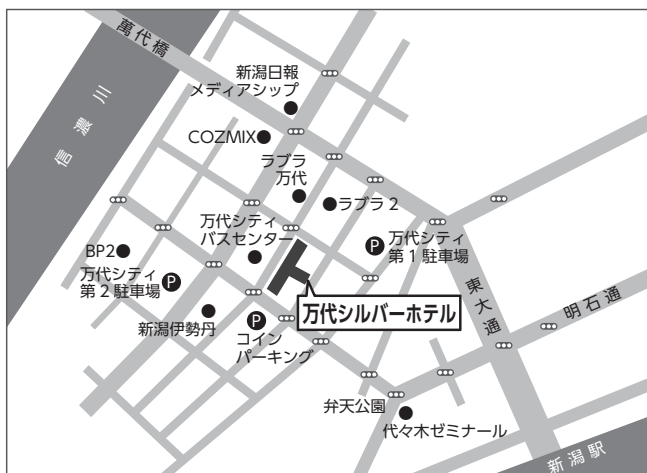 萬代橋
信濃川
新潟日報
メディアシップ
COZMIX
ラブラ
万代
ラブラ 2
万代シティ
バスセンター
P
万代シティ
第 1 駐車場
BP2
万代シティ
第 2 駐車場
P
新潟伊勢丹
P
コイン
パーキング
万代シルバーホテル
東大通
明石通
弁天公園
代々木ゼミナール
新潟駅